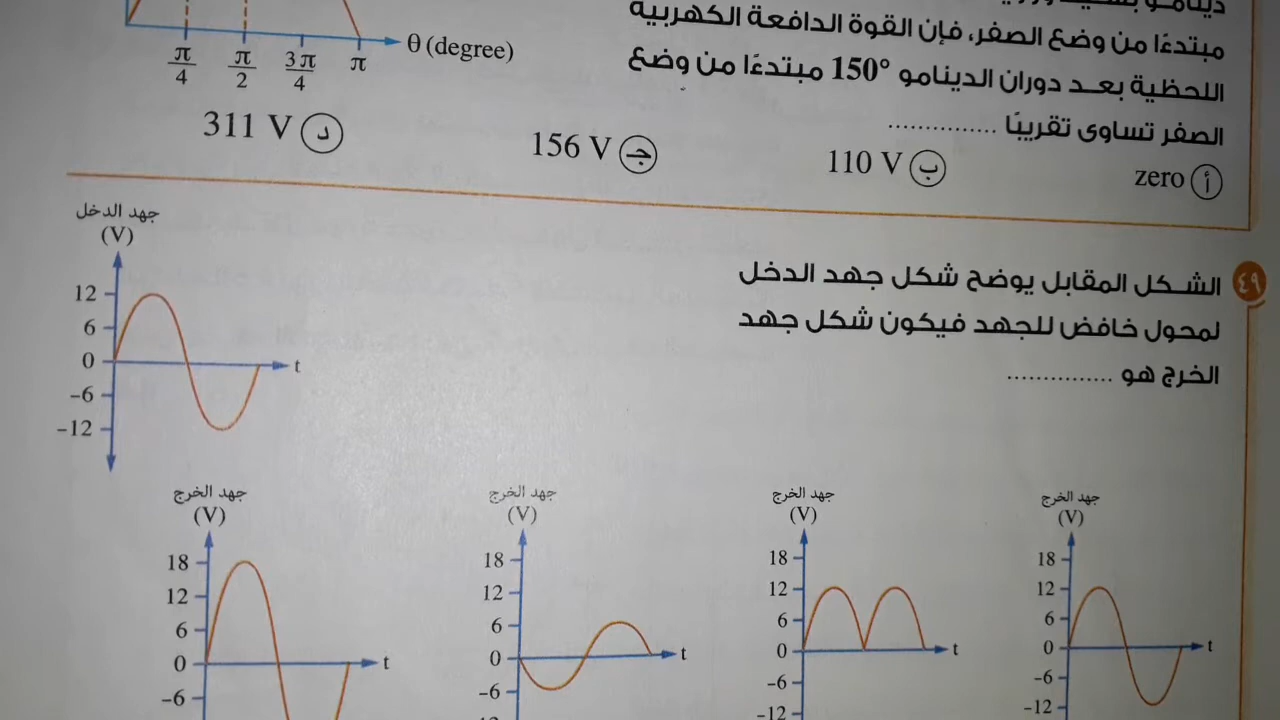 مبتدءًا من وضع الصفر، فإن القوة الدافعة الكهربية
اللحظية بعد دوران الدينامو 150° مبتدءًا من وضع
الصفر تساوى تقريبًا ...............
π/4 π/2 3π/4 π θ (degree)
أ zero ب 110 V جـ 156 V د 311 V
٤٩ الشكل المقابل يوضح شكل جهد الدخل
لمحول خافض للجهد فيكون شكل جهد
الخرج هو ...............
جهد الدخل
(V)
12
6
0 t
-6
-12
جهد الخرج
(V)
18
12
6
0 t
-6
-12
جهد الخرج
(V)
18
12
6
0 t
-6
-12
جهد الخرج
(V)
18
12
6
0 t
-6
جهد الخرج
(V)
18
12
6
0 t
-6